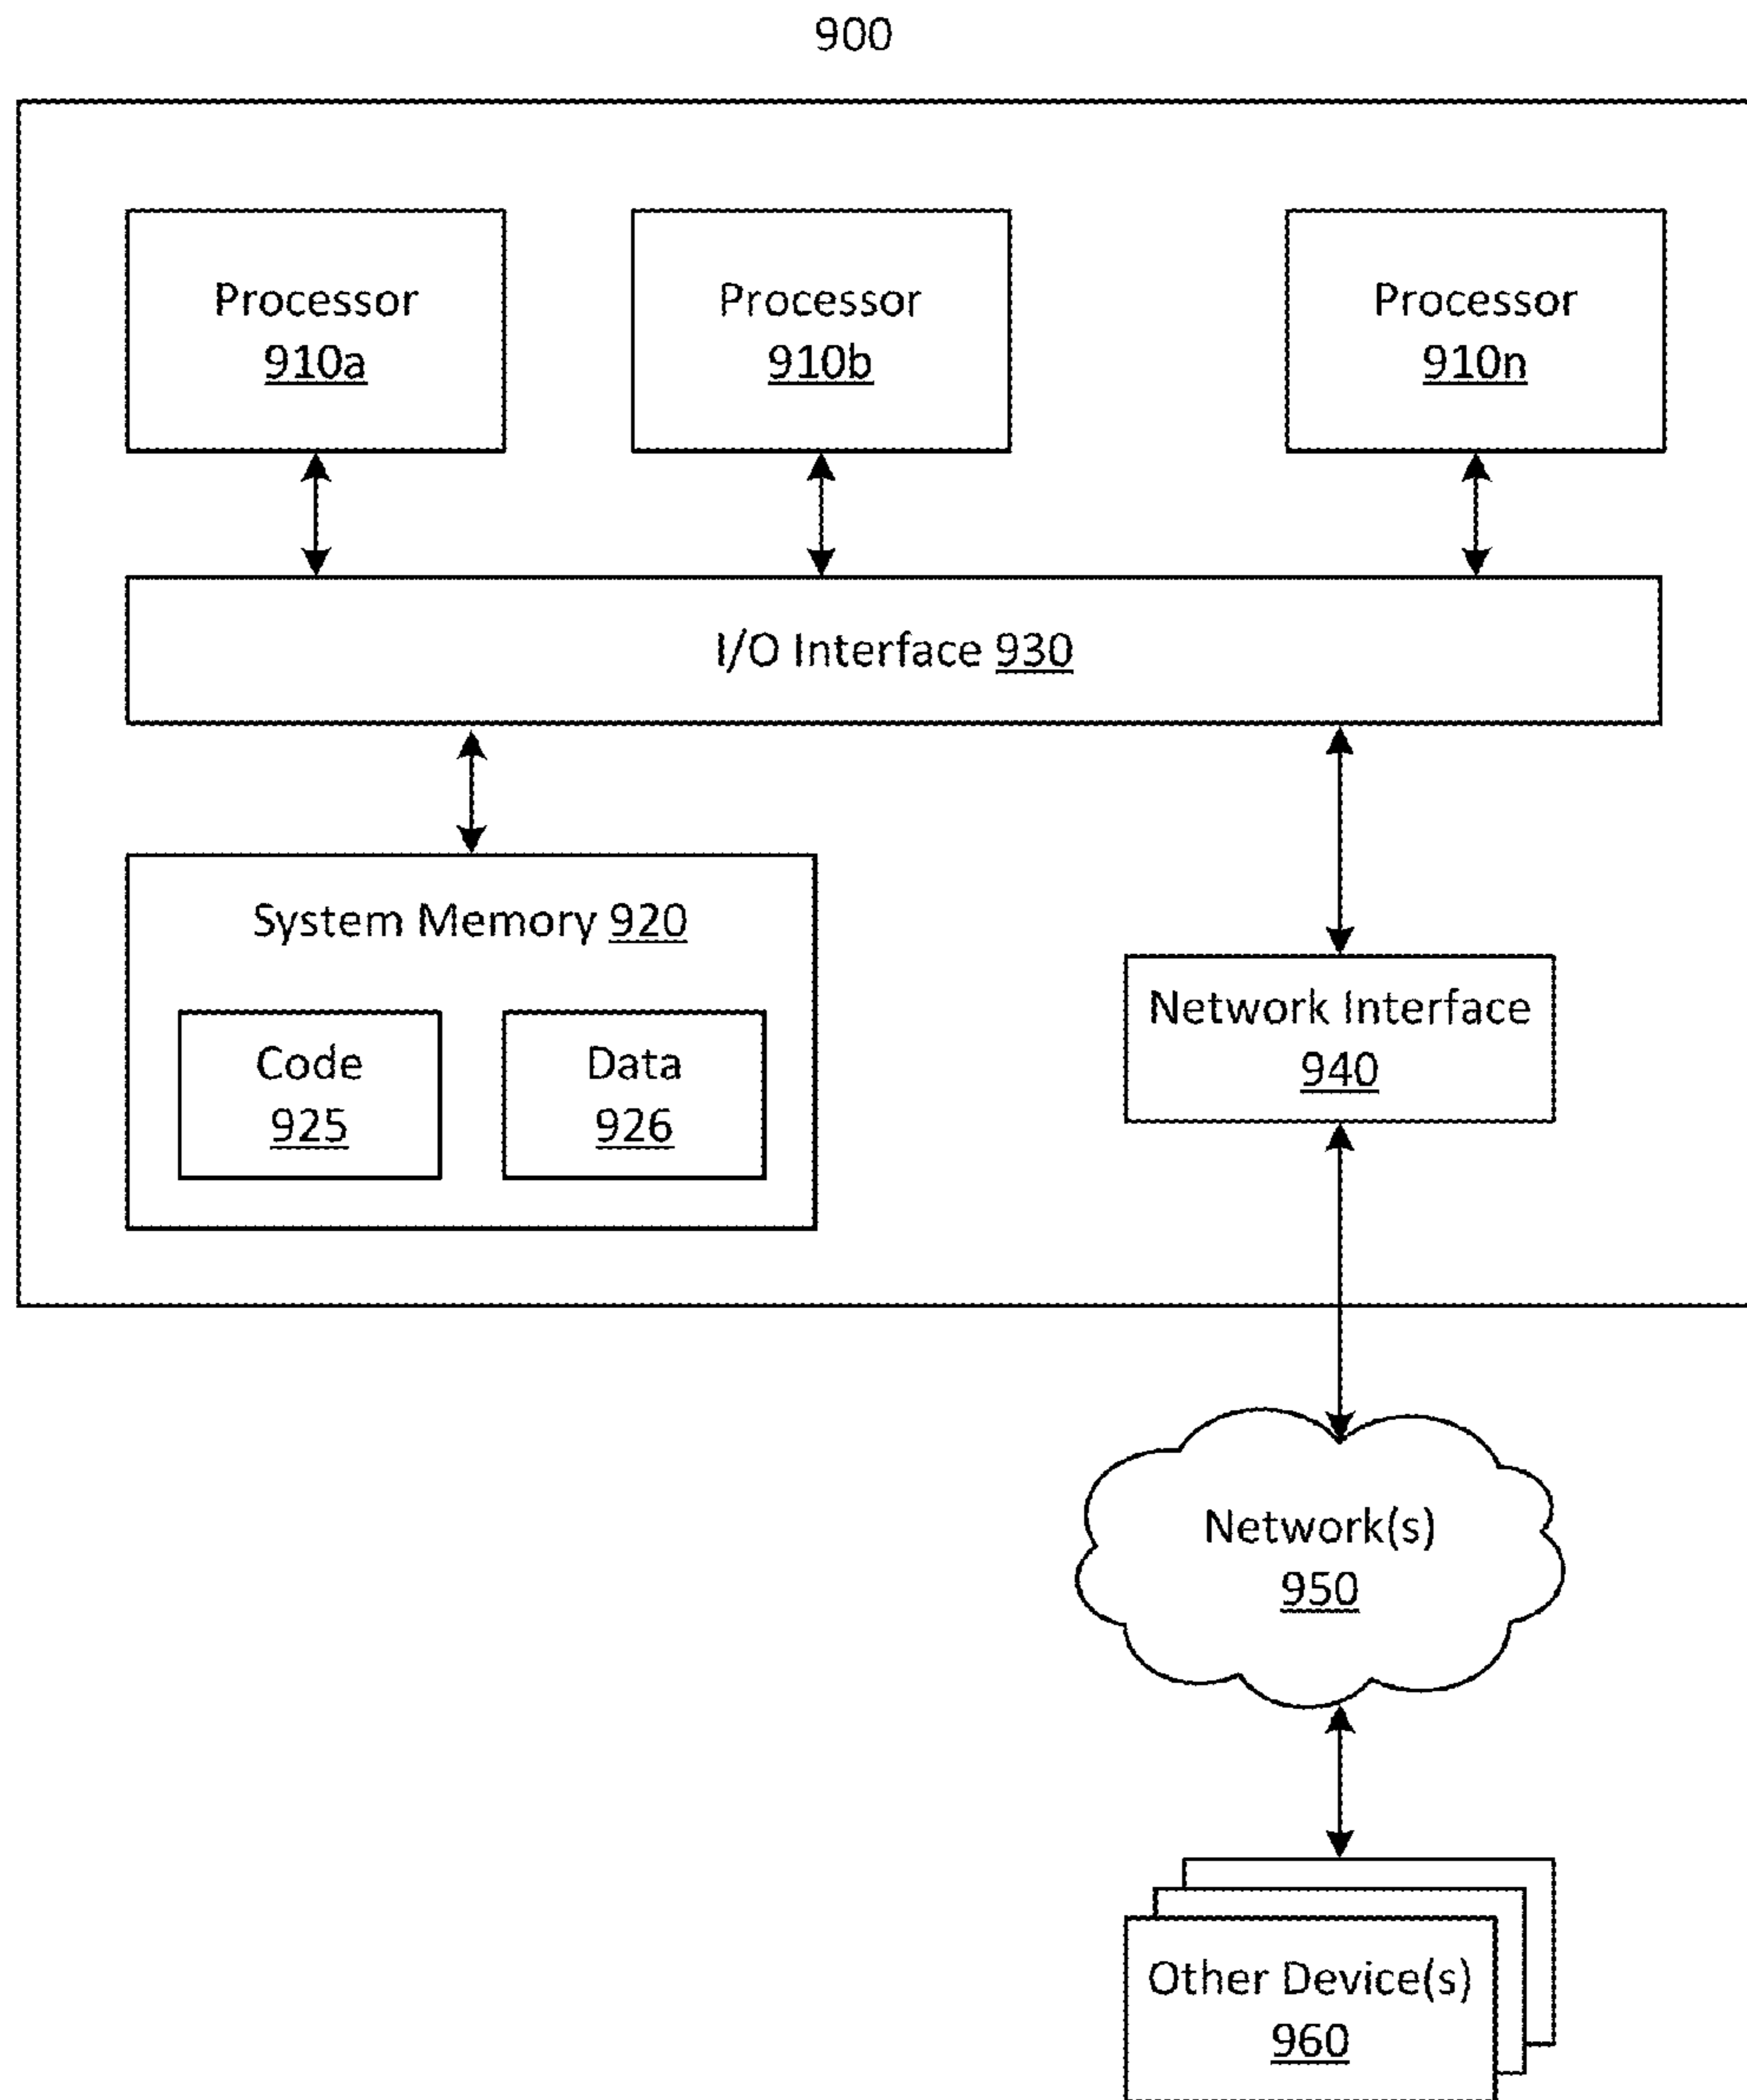 900
Processor
910a
Processor
910b
Processor
910n
I/O Interface 930
System Memory 920
Code
925
Data
926
Network Interface
940
Network(s)
950
Other Device(s)
960